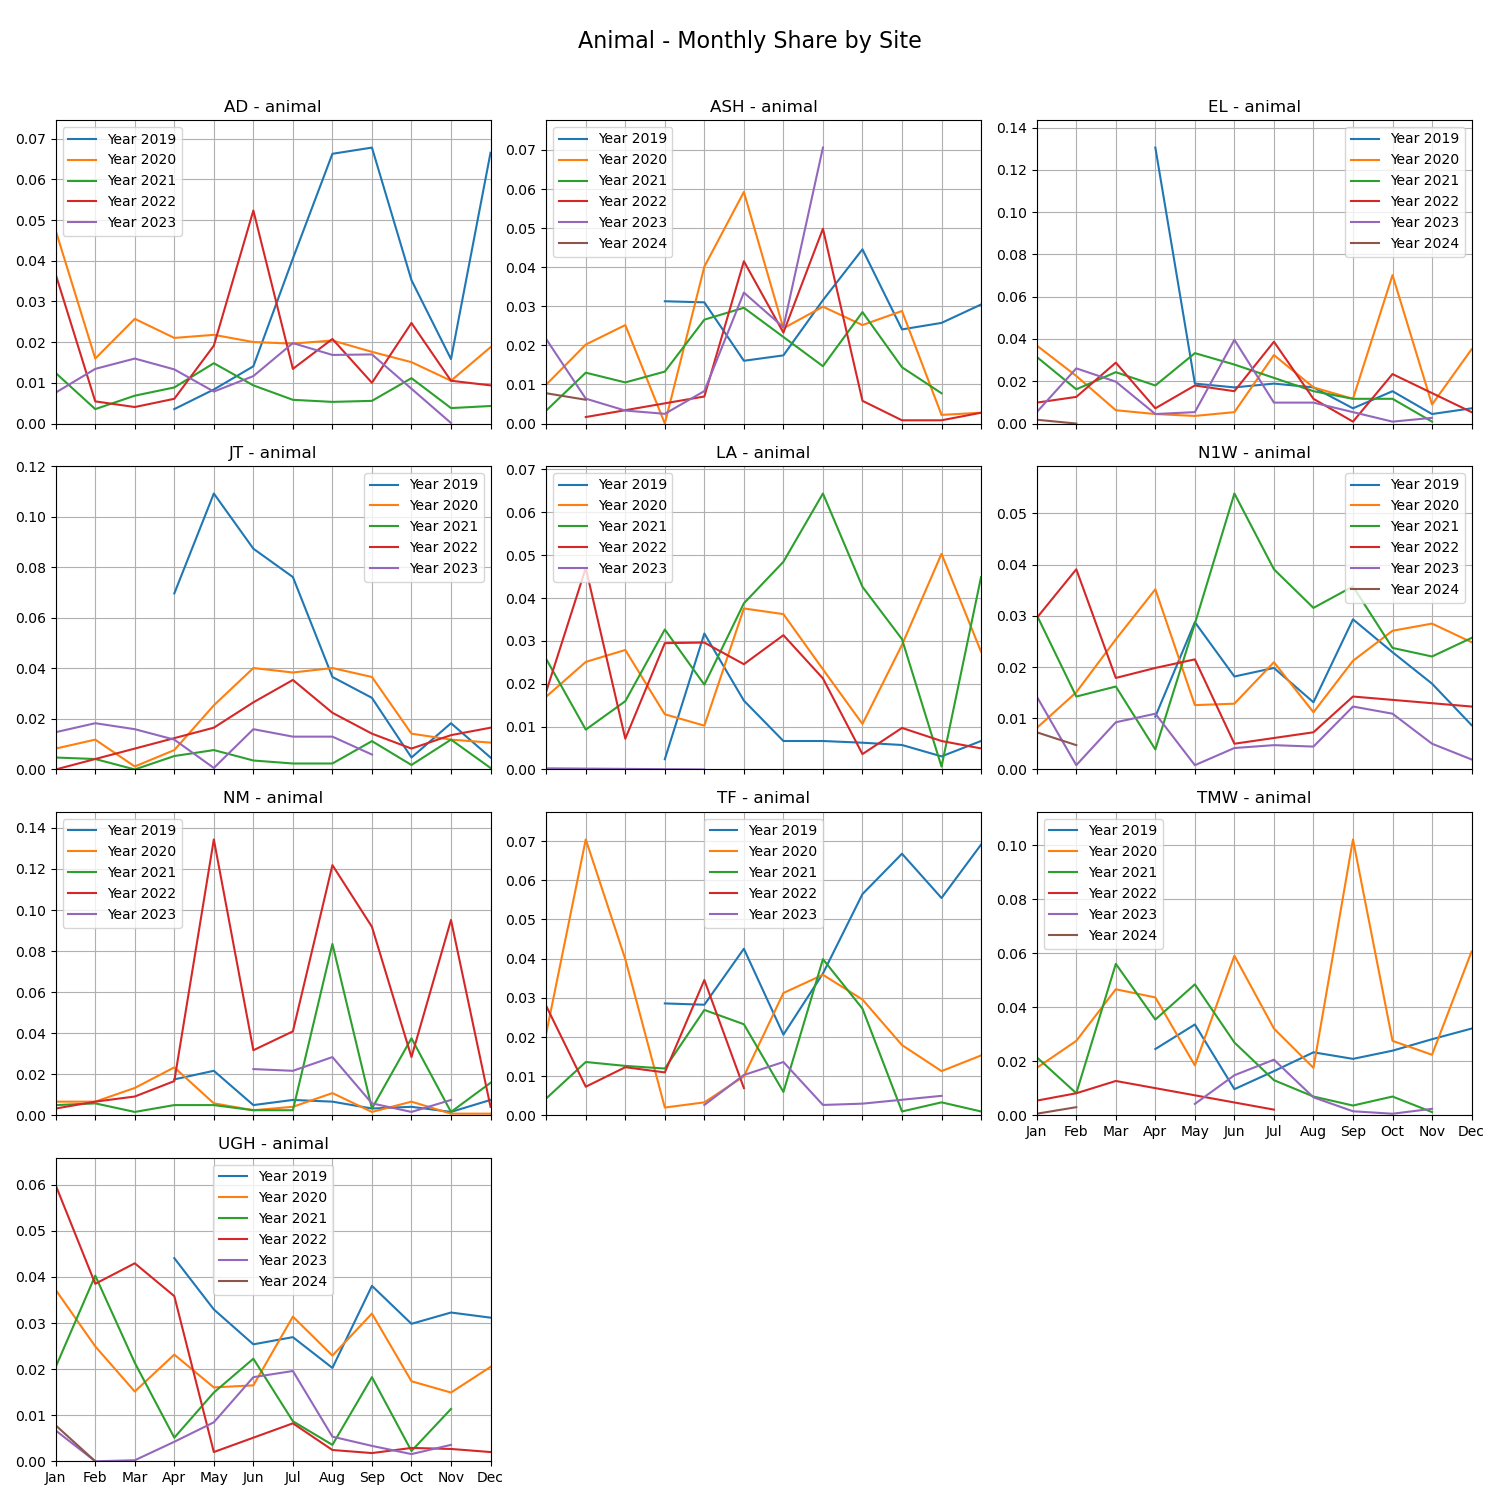 Animal - Monthly Share by Site
AD - animal
0.07
0.06
0.05
0.04
0.03
0.02
0.01
0.00
Year 2019
Year 2020
Year 2021
Year 2022
Year 2023
ASH - animal
0.07
0.06
0.05
0.04
0.03
0.02
0.01
0.00
Year 2019
Year 2020
Year 2021
Year 2022
Year 2023
Year 2024
EL - animal
0.14
0.12
0.10
0.08
0.06
0.04
0.02
0.00
Year 2019
Year 2020
Year 2021
Year 2022
Year 2023
Year 2024
JT - animal
0.12
0.10
0.08
0.06
0.04
0.02
0.00
Year 2019
Year 2020
Year 2021
Year 2022
Year 2023
LA - animal
0.07
0.06
0.05
0.04
0.03
0.02
0.01
0.00
Year 2019
Year 2020
Year 2021
Year 2022
Year 2023
N1W - animal
0.05
0.04
0.03
0.02
0.01
0.00
Year 2019
Year 2020
Year 2021
Year 2022
Year 2023
Year 2024
NM - animal
0.14
0.12
0.10
0.08
0.06
0.04
0.02
0.00
Year 2019
Year 2020
Year 2021
Year 2022
Year 2023
TF - animal
0.07
0.06
0.05
0.04
0.03
0.02
0.01
0.00
Year 2019
Year 2020
Year 2021
Year 2022
Year 2023
TMW - animal
0.10
0.08
0.06
0.04
0.02
0.00
Year 2019
Year 2020
Year 2021
Year 2022
Year 2023
Year 2024
Jan Feb Mar Apr May Jun Jul Aug Sep Oct Nov Dec
UGH - animal
0.06
0.05
0.04
0.03
0.02
0.01
0.00
Year 2019
Year 2020
Year 2021
Year 2022
Year 2023
Year 2024
Jan Feb Mar Apr May Jun Jul Aug Sep Oct Nov Dec